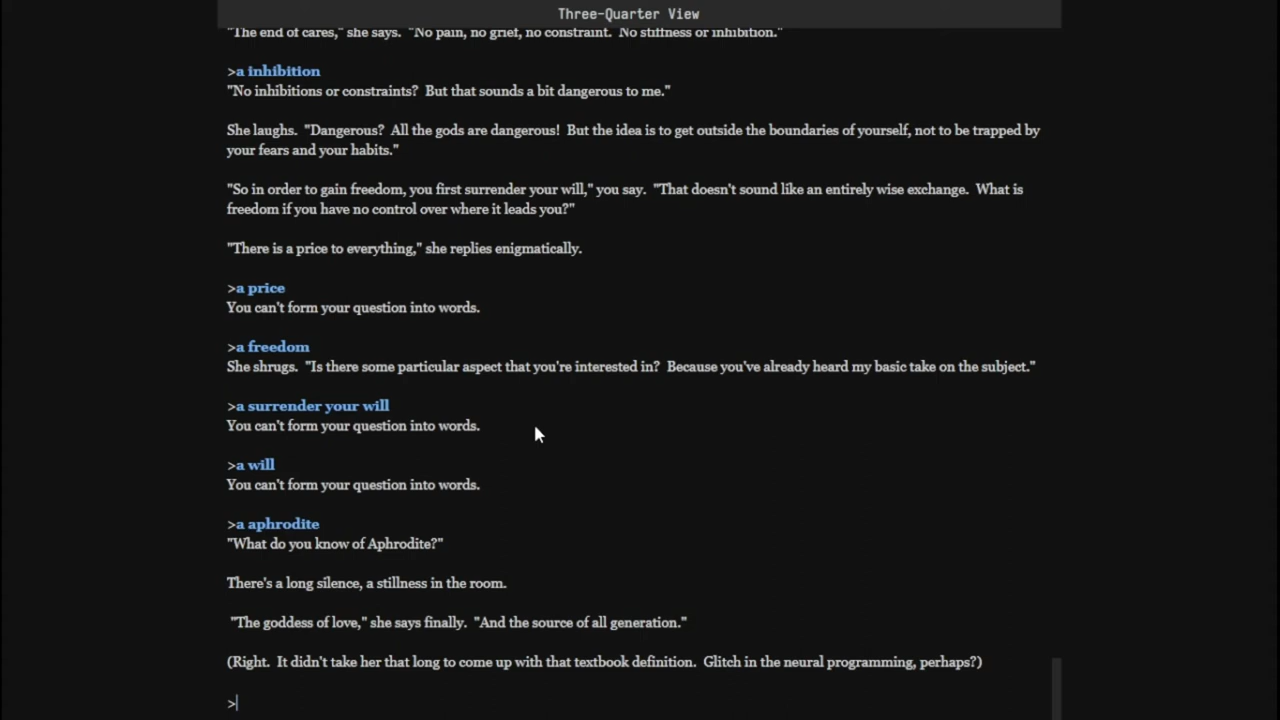 Three-Quarter View
"The end of cares," she says.  "No pain, no grief, no constraint.  No stiffness or inhibition."
>a inhibition
"No inhibitions or constraints?  But that sounds a bit dangerous to me."
She laughs.  "Dangerous?  All the gods are dangerous!  But the idea is to get outside the boundaries of yourself, not to be trapped by
your fears and your habits."
"So in order to gain freedom, you first surrender your will," you say.  "That doesn't sound like an entirely wise exchange.  What is
freedom if you have no control over where it leads you?"
"There is a price to everything," she replies enigmatically.
>a price
You can't form your question into words.
>a freedom
She shrugs.  "Is there some particular aspect that you're interested in?  Because you've already heard my basic take on the subject."
>a surrender your will
You can't form your question into words.
>a will
You can't form your question into words.
>a aphrodite
"What do you know of Aphrodite?"
There's a long silence, a stillness in the room.
"The goddess of love," she says finally.  "And the source of all generation."
(Right.  It didn't take her that long to come up with that textbook definition.  Glitch in the neural programming, perhaps?)
>